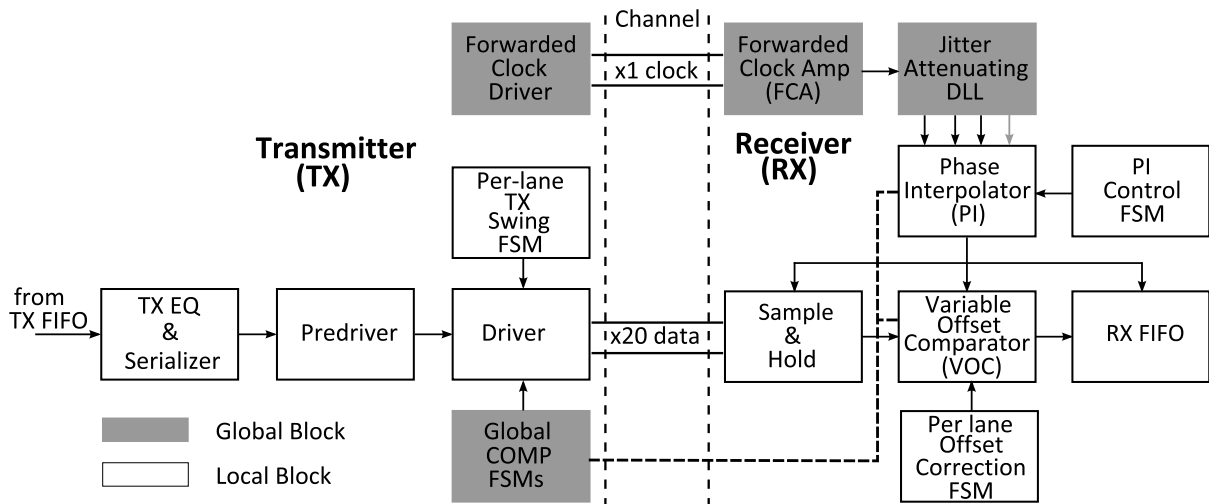 Channel
Forwarded
Clock
Driver
x1 clock
Forwarded
Clock Amp
(FCA)
Jitter
Attenuating
DLL
Transmitter
(TX)
Receiver
(RX)
Per-lane
TX
Swing
FSM
Phase
Interpolator
(PI)
PI
Control
FSM
from
TX FIFO
TX EQ
&
Serializer
Predriver
Driver
x20 data
Sample
&
Hold
Variable
Offset
Comparator
(VOC)
RX FIFO
Global Block
Local Block
Global
COMP
FSMs
Per lane
Offset
Correction
FSM